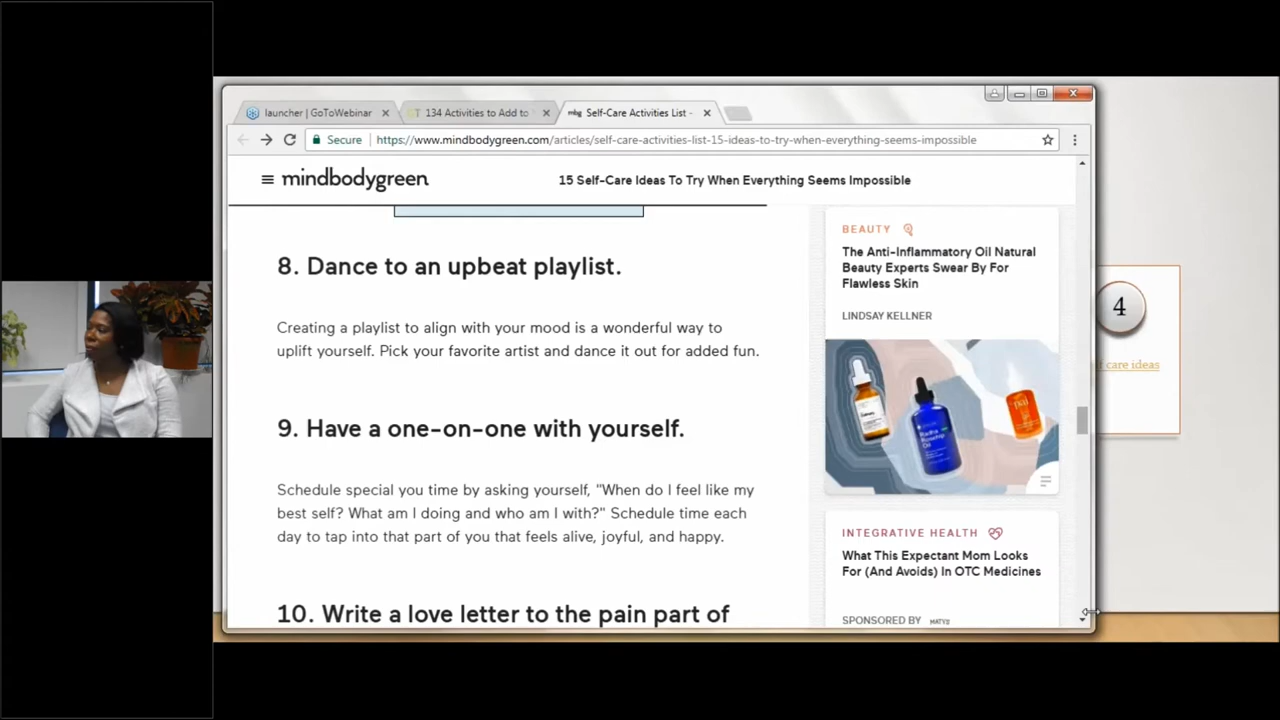 launcher | GoToWebinar
134 Activities to Add to
mbg Self-Care Activities List -
Secure https://www.mindbodygreen.com/articles/self-care-activities-list-15-ideas-to-try-when-everything-seems-impossible
mindbodygreen
15 Self-Care Ideas To Try When Everything Seems Impossible
8. Dance to an upbeat playlist.
Creating a playlist to align with your mood is a wonderful way to
uplift yourself. Pick your favorite artist and dance it out for added fun.
9. Have a one-on-one with yourself.
Schedule special you time by asking yourself, "When do I feel like my
best self? What am I doing and who am I with?" Schedule time each
day to tap into that part of you that feels alive, joyful, and happy.
10. Write a love letter to the pain part of
BEAUTY
The Anti-Inflammatory Oil Natural
Beauty Experts Swear By For
Flawless Skin
LINDSAY KELLNER
Radha
Rosehip
Oil
pai
INTEGRATIVE HEALTH
What This Expectant Mom Looks
For (And Avoids) In OTC Medicines
SPONSORED BY
4
care ideas